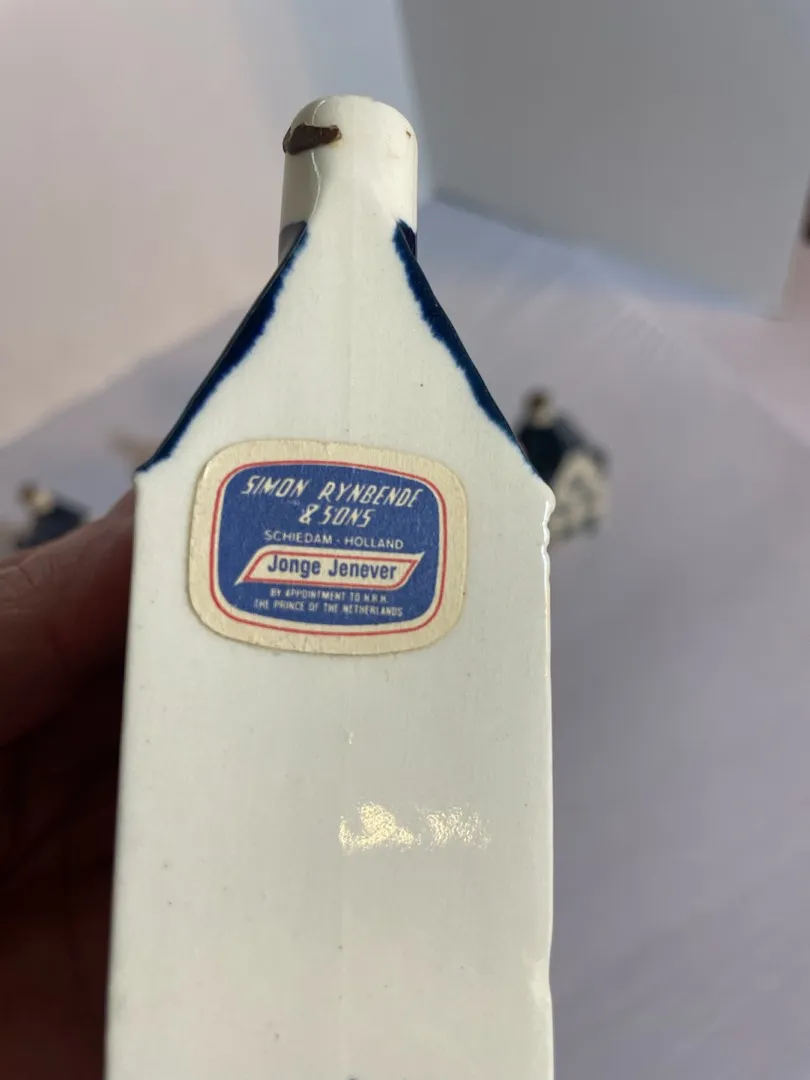 SIMON RYNBENDE
& SONS
SCHIEDAM - HOLLAND
Jonge Jenever
BY APPOINTMENT TO H.R.H.
THE PRINCE OF THE NETHERLANDS